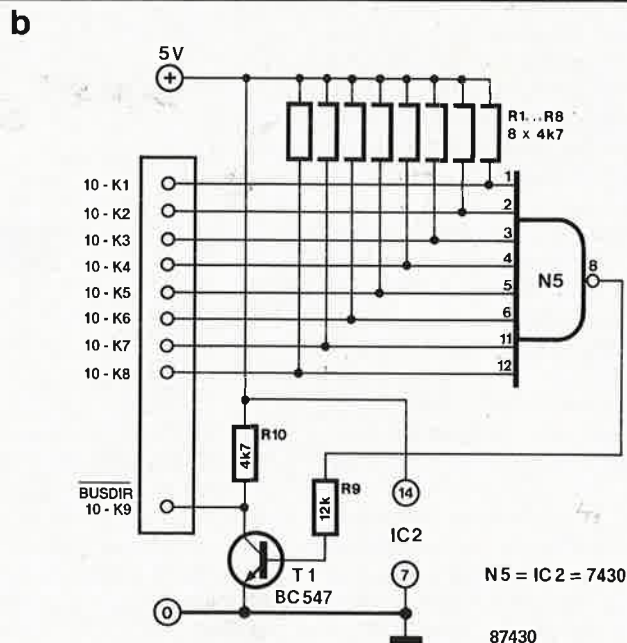 b
5V
+
R1...R8
8 x 4k7
10 - K1
10 - K2
10 - K3
10 - K4
10 - K5
10 - K6
10 - K7
10 - K8
1
2
3
4
5
6
11
12
N5
8
R10
4k7
BUSDIR
10 - K9
R9
12k
14
IC2
7
T1
BC547
0
N5 = IC2 = 7430
87430